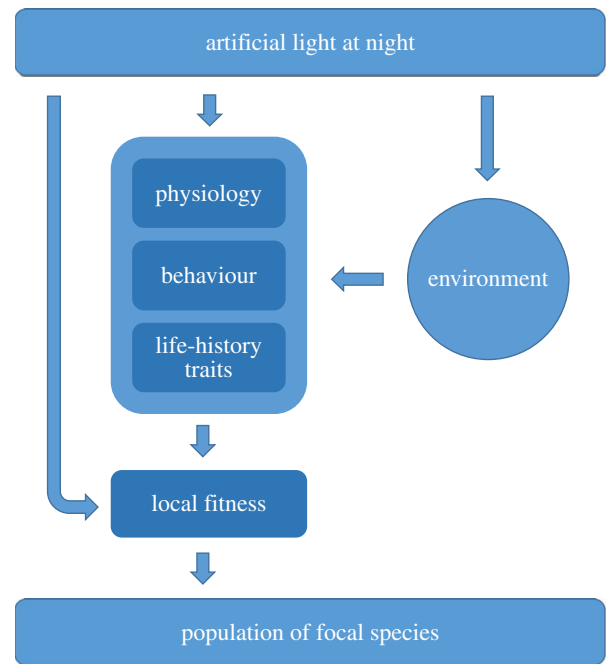 artificial light at night
physiology
behaviour
environment
life-history
traits
local fitness
population of focal species